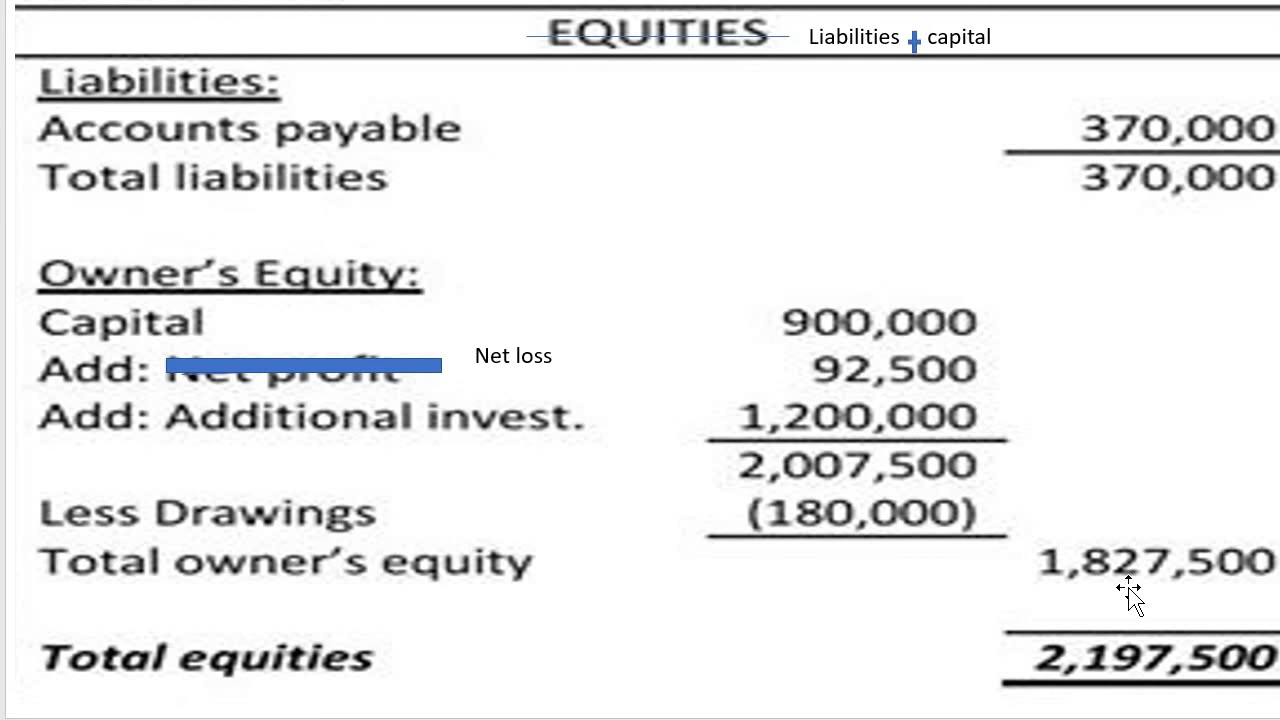 EQUITIES Liabilities + capital
Liabilities:
Accounts payable 370,000
Total liabilities 370,000
Owner's Equity:
Capital 900,000
Add: Net profit Net loss 92,500
Add: Additional invest. 1,200,000
2,007,500
Less Drawings (180,000)
Total owner's equity 1,827,500
Total equities 2,197,500